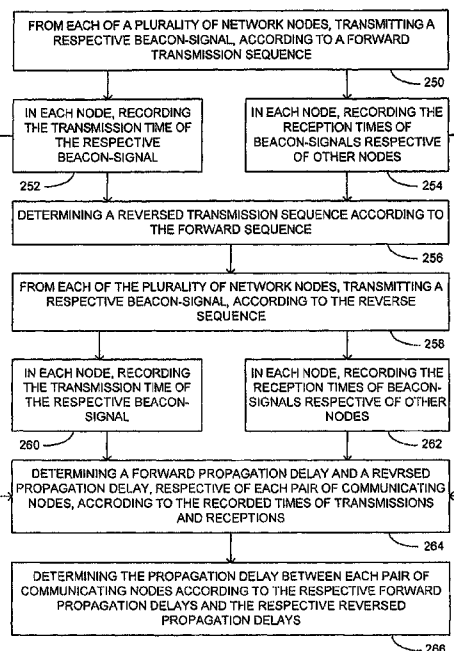 FROM EACH OF A PLURALITY OF NETWORK NODES, TRANSMITTING A
RESPECTIVE BEACON-SIGNAL, ACCORDING TO A FORWARD
TRANSMISSION SEQUENCE
250
IN EACH NODE, RECORDING
THE TRANSMISSION TIME OF
THE RESPECTIVE
BEACON-SIGNAL
252
IN EACH NODE, RECORDING THE
RECEPTION TIMES OF
BEACON-SIGNALS RESPECTIVE
OF OTHER NODES
254
DETERMINING A REVERSED TRANSMISSION SEQUENCE ACCORDING TO
THE FORWARD SEQUENCE
256
FROM EACH OF THE PLURALITY OF NETWORK NODES, TRANSMITTING A
RESPECTIVE BEACON-SIGNAL, ACCORDING TO THE REVERSE
SEQUENCE
258
IN EACH NODE, RECORDING
THE TRANSMISSION TIME OF
THE RESPECTIVE BEACON-
SIGNAL
260
IN EACH NODE, RECORDING THE
RECEPTION TIMES OF BEACON-
SIGNALS RESPECTIVE OF OTHER
NODES
262
DETERMINING A FORWARD PROPAGATION DELAY AND A REVRSED
PROPAGATION DELAY, RESPECTIVE OF EACH PAIR OF COMMUNICATING
NODES, ACCRODING TO THE RECORDED TIMES OF TRANSMISSIONS
AND RECEPTIONS
264
DETERMINING THE PROPAGATION DELAY BETWEEN EACH PAIR OF
COMMUNICATING NODES ACCORDING TO THE RESPECTIVE FORWARD
PROPAGATION DELAYS AND THE RESPECTIVE REVERSED
PROPAGATION DELAYS
266